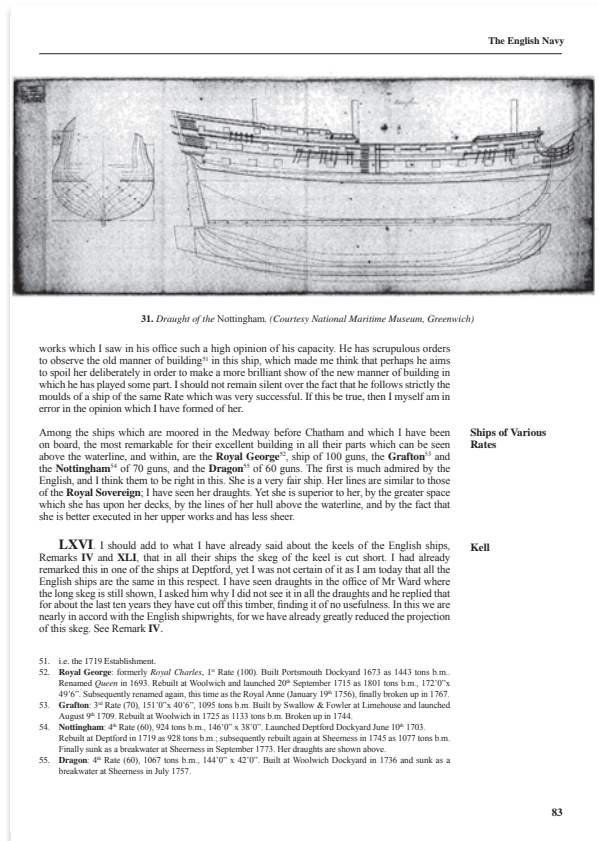 The English Navy
31. Draught of the Nottingham. (Courtesy National Maritime Museum, Greenwich)
works which I saw in his office such a high opinion of his capacity. He has scrupulous orders
to observe the old manner of building51 in this ship, which made me think that perhaps he aims
to spoil her deliberately in order to make a more brilliant show of the new manner of building in
which he has played some part. I should not remain silent over the fact that he follows strictly the
moulds of a ship of the same Rate which was very successful. If this be true, then I myself am in
error in the opinion which I have formed of her.
Among the ships which are moored in the Medway before Chatham and which I have been
on board, the most remarkable for their excellent building in all their parts which can be seen
above the waterline, and within, are the Royal George52, ship of 100 guns, the Grafton53 and
the Nottingham54 of 70 guns, and the Dragon55 of 60 guns. The first is much admired by the
English, and I think them to be right in this. She is a very fair ship. Her lines are similar to those
of the Royal Sovereign; I have seen her draughts. Yet she is superior to her, by the greater space
which she has upon her decks, by the lines of her hull above the waterline, and by the fact that
she is better executed in her upper works and has less sheer.
Ships of Various
Rates
LXVI. I should add to what I have already said about the keels of the English ships,
Remarks IV and XLI, that in all their ships the skeg of the keel is cut short. I had already
remarked this in one of the ships at Deptford, yet I was not certain of it as I am today that all the
English ships are the same in this respect. I have seen draughts in the office of Mr Ward where
the long skeg is still shown, I asked him why I did not see it in all the draughts and he replied that
for about the last ten years they have cut off this timber, finding it of no usefulness. In this we are
nearly in accord with the English shipwrights, for we have already greatly reduced the projection
of this skeg. See Remark IV.
Kell
51. i.e. the 1719 Establishment.
52. Royal George: formerly Royal Charles, 1st Rate (100). Built Portsmouth Dockyard 1673 as 1443 tons b.m..
Renamed Queen in 1693. Rebuilt at Woolwich and launched 20th September 1715 as 1801 tons b.m., 172’0”x
49’6”. Subsequently renamed again, this time as the Royal Anne (January 19th 1756), finally broken up in 1767.
53. Grafton: 3rd Rate (70), 151’0”x 40’6”, 1095 tons b.m. Built by Swallow & Fowler at Limehouse and launched
August 9th 1709. Rebuilt at Woolwich in 1725 as 1133 tons b.m. Broken up in 1744.
54. Nottingham: 4th Rate (60), 924 tons b.m., 146’0” x 38’0”. Launched Deptford Dockyard June 10th 1703.
Rebuilt at Deptford in 1719 as 928 tons b.m.; subsequently rebuilt again at Sheerness in 1745 as 1077 tons b.m.
Finally sunk as a breakwater at Sheerness in September 1773. Her draughts are shown above.
55. Dragon: 4th Rate (60), 1067 tons b.m., 144’0” x 42’0”. Built at Woolwich Dockyard in 1736 and sunk as a
breakwater at Sheerness in July 1757.
83